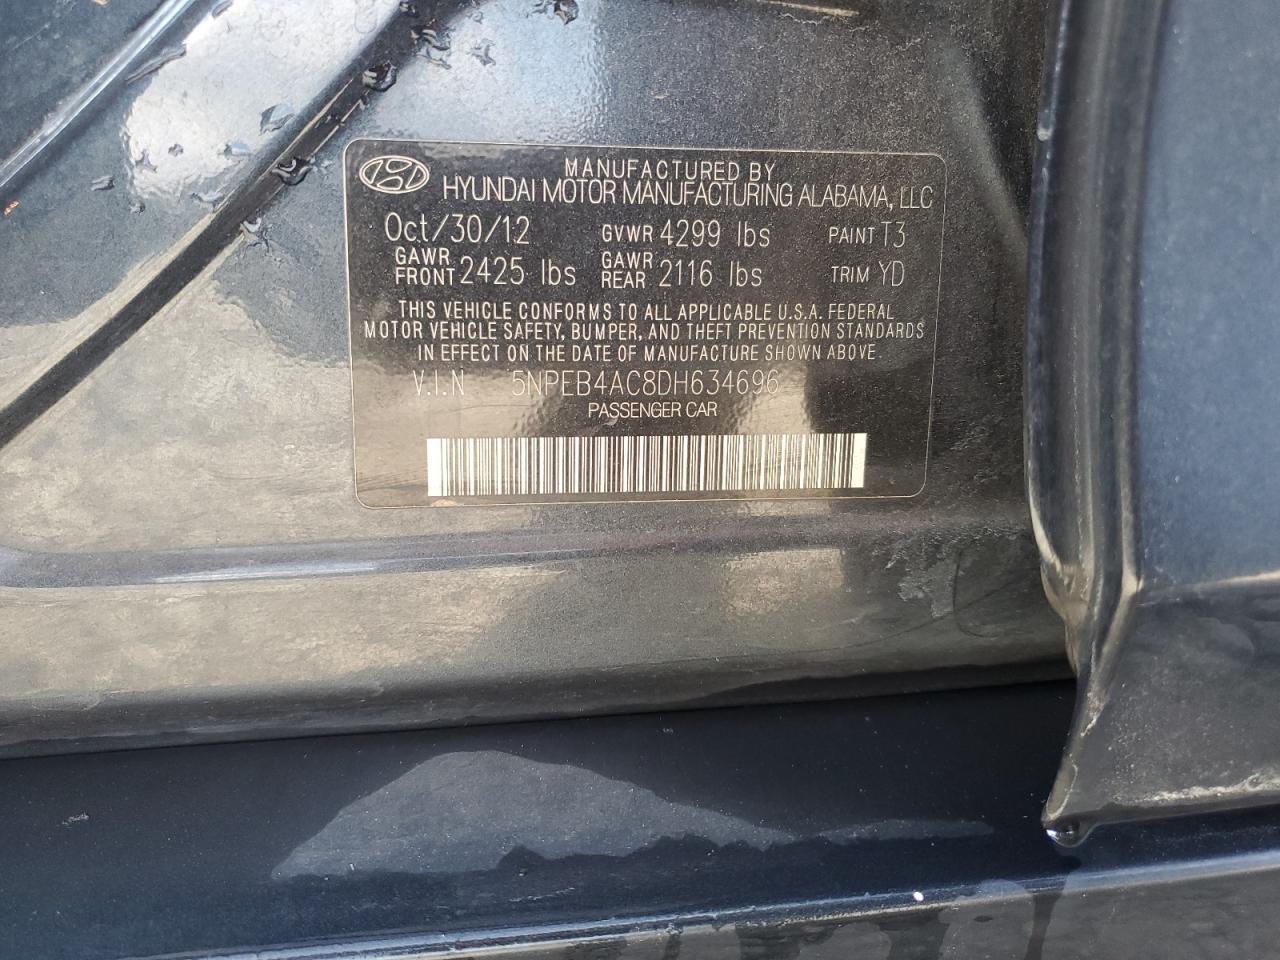 MANUFACTURED BY
HYUNDAI MOTOR MANUFACTURING ALABAMA, LLC
Oct/30/12 GVWR 4299 lbs PAINT T3
GAWR FRONT 2425 lbs GAWR REAR 2116 lbs TRIM YD
THIS VEHICLE CONFORMS TO ALL APPLICABLE U.S.A. FEDERAL
MOTOR VEHICLE SAFETY, BUMPER, AND THEFT PREVENTION STANDARDS
IN EFFECT ON THE DATE OF MANUFACTURE SHOWN ABOVE.
V.I.N 5NPEB4AC8DH634696
PASSENGER CAR